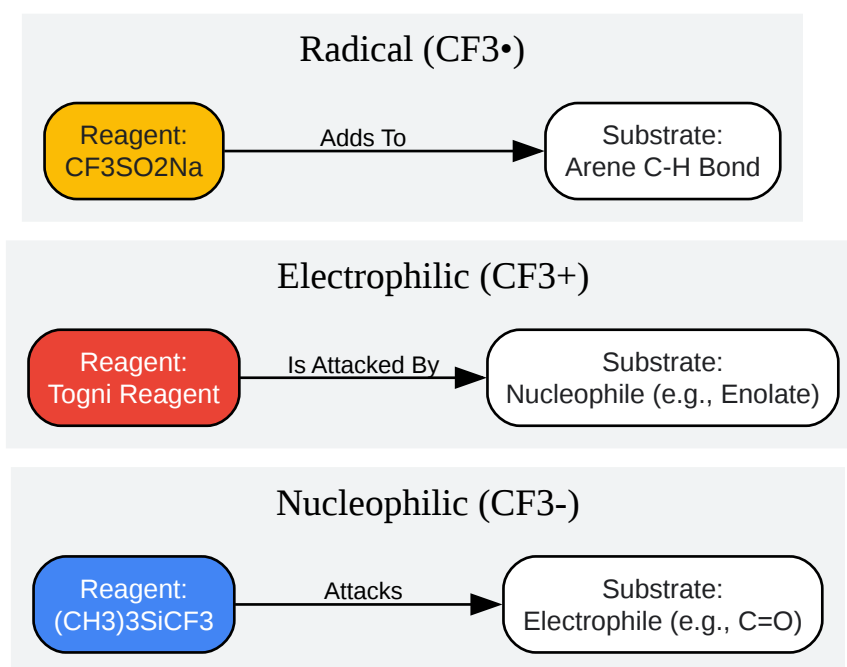 Radical (CF3•)
Reagent:
CF3SO2Na
Adds To
Substrate:
Arene C-H Bond
Electrophilic (CF3+)
Reagent:
Togni Reagent
Is Attacked By
Substrate:
Nucleophile (e.g., Enolate)
Nucleophilic (CF3-)
Reagent:
(CH3)3SiCF3
Attacks
Substrate:
Electrophile (e.g., C=O)